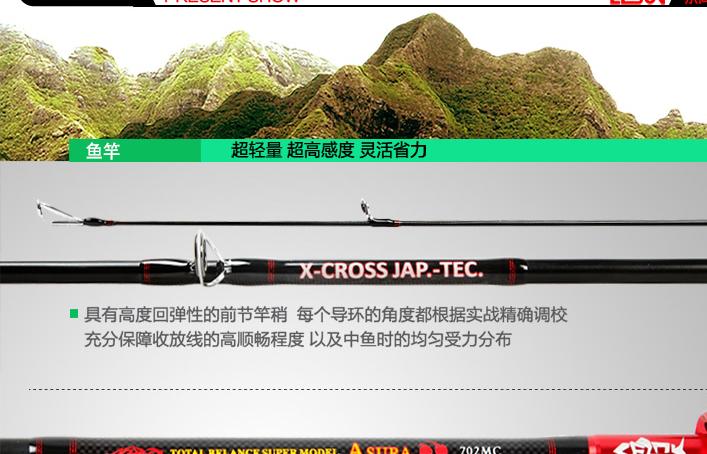 PRESENT SHOW
鱼竿
超轻量 超高感度 灵活省力
X-CROSS JAP.-TEC.
具有高度回弹性的前节竿稍 每个导环的角度都根据实战精确调校
充分保障收放线的高顺畅程度 以及中鱼时的均匀受力分布
TOTAL BELANCE SUPER MODEL ASURA 702MC